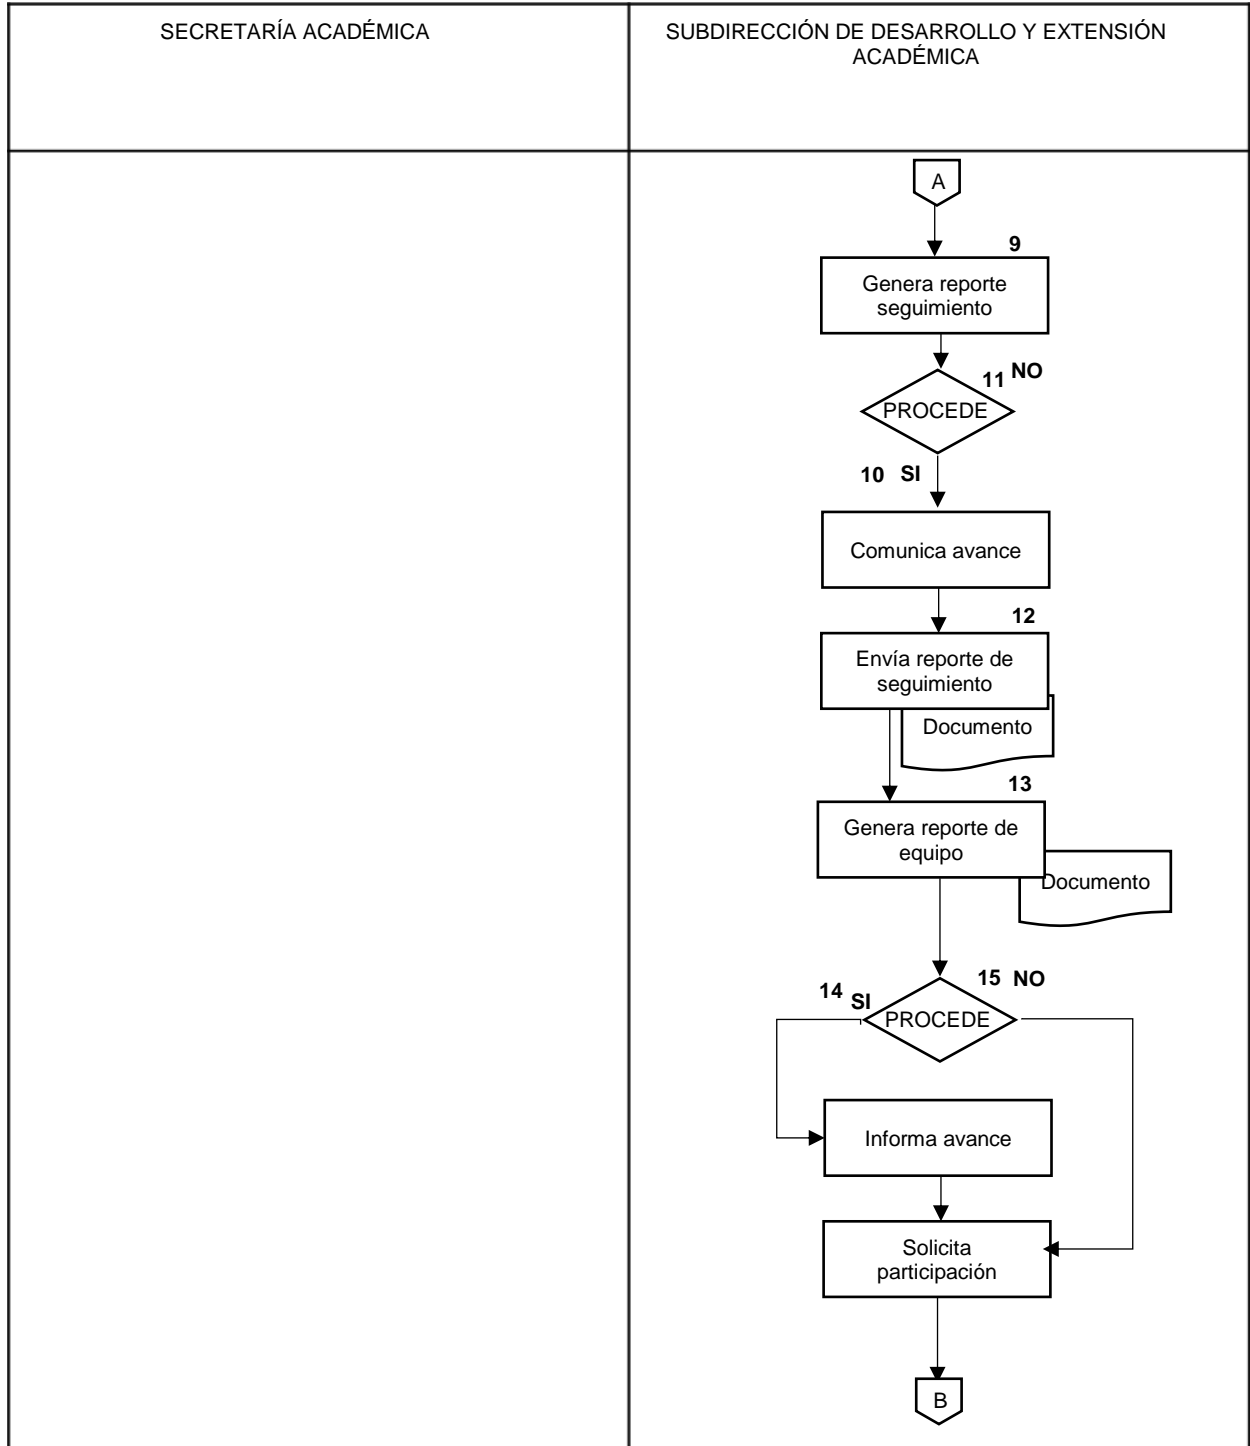 SECRETARÍA ACADÉMICA
SUBDIRECCIÓN DE DESARROLLO Y EXTENSIÓN
ACADÉMICA
A
9
Genera reporte
seguimiento
11 NO
PROCEDE
10 SI
Comunica avance
12
Envía reporte de
seguimiento
Documento
13
Genera reporte de
equipo
Documento
14 SI
15 NO
PROCEDE
Informa avance
Solicita
participación
B